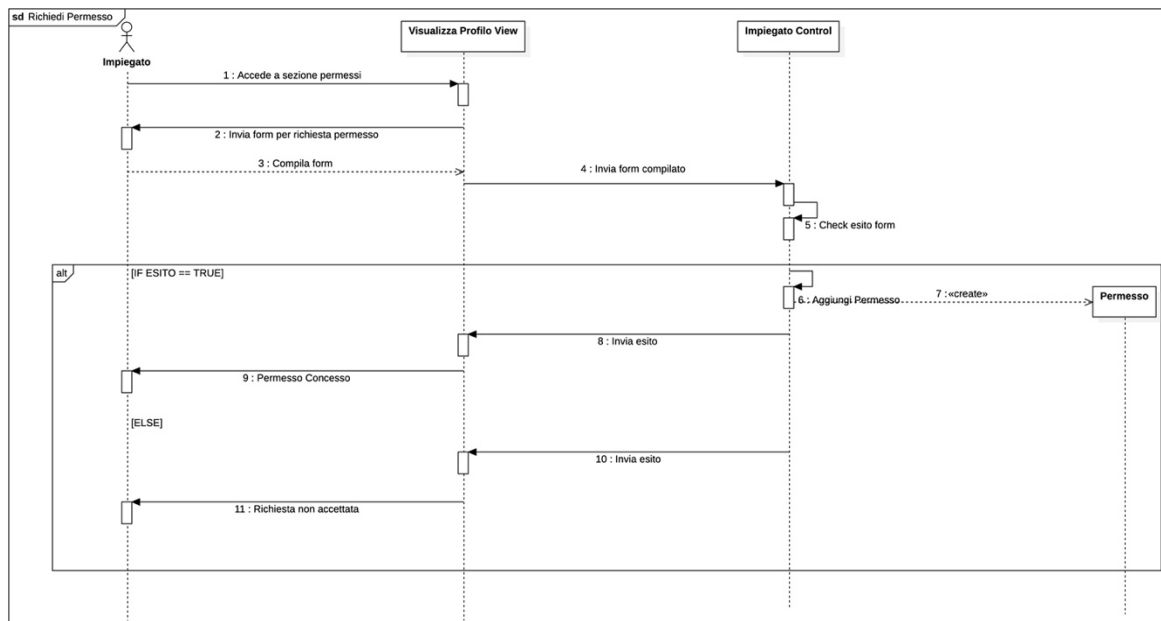 sd Richiedi Permesso
Impiegato
Visualizza Profilo View
Impiegato Control
1 : Accede a sezione permessi
2 : Invia form per richiesta permesso
3 : Compila form
4 : Invia form compilato
5 : Check esito form
alt
[IF ESITO == TRUE]
6 : Aggiungi Permesso
7 :«create»
Permesso
8 : Invia esito
9 : Permesso Concesso
[ELSE]
10 : Invia esito
11 : Richiesta non accettata